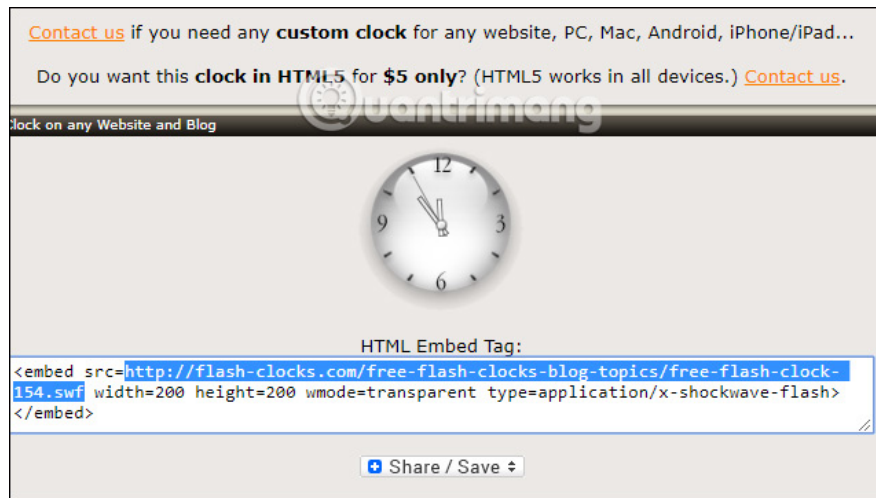 Contact us if you need any custom clock for any website, PC, Mac, Android, iPhone/iPad...
Do you want this clock in HTML5 for $5 only? (HTML5 works in all devices.) Contact us.
Quantrimang
Clock on any Website and Blog
12
9
3
6
HTML Embed Tag:
<embed src=http://flash-clocks.com/free-flash-clocks-blog-topics/free-flash-clock-
154.swf width=200 height=200 wmode=transparent type=application/x-shockwave-flash>
</embed>
Share / Save